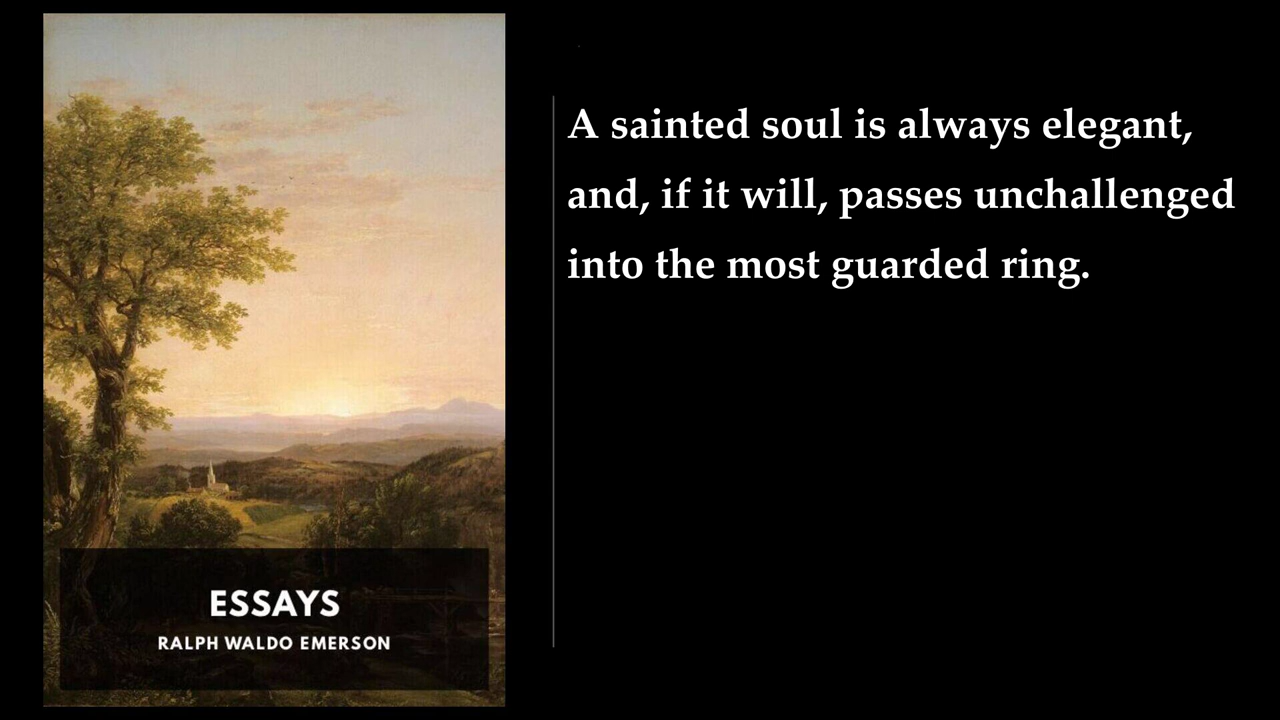 A sainted soul is always elegant,
and, if it will, passes unchallenged
into the most guarded ring.
ESSAYS
RALPH WALDO EMERSON